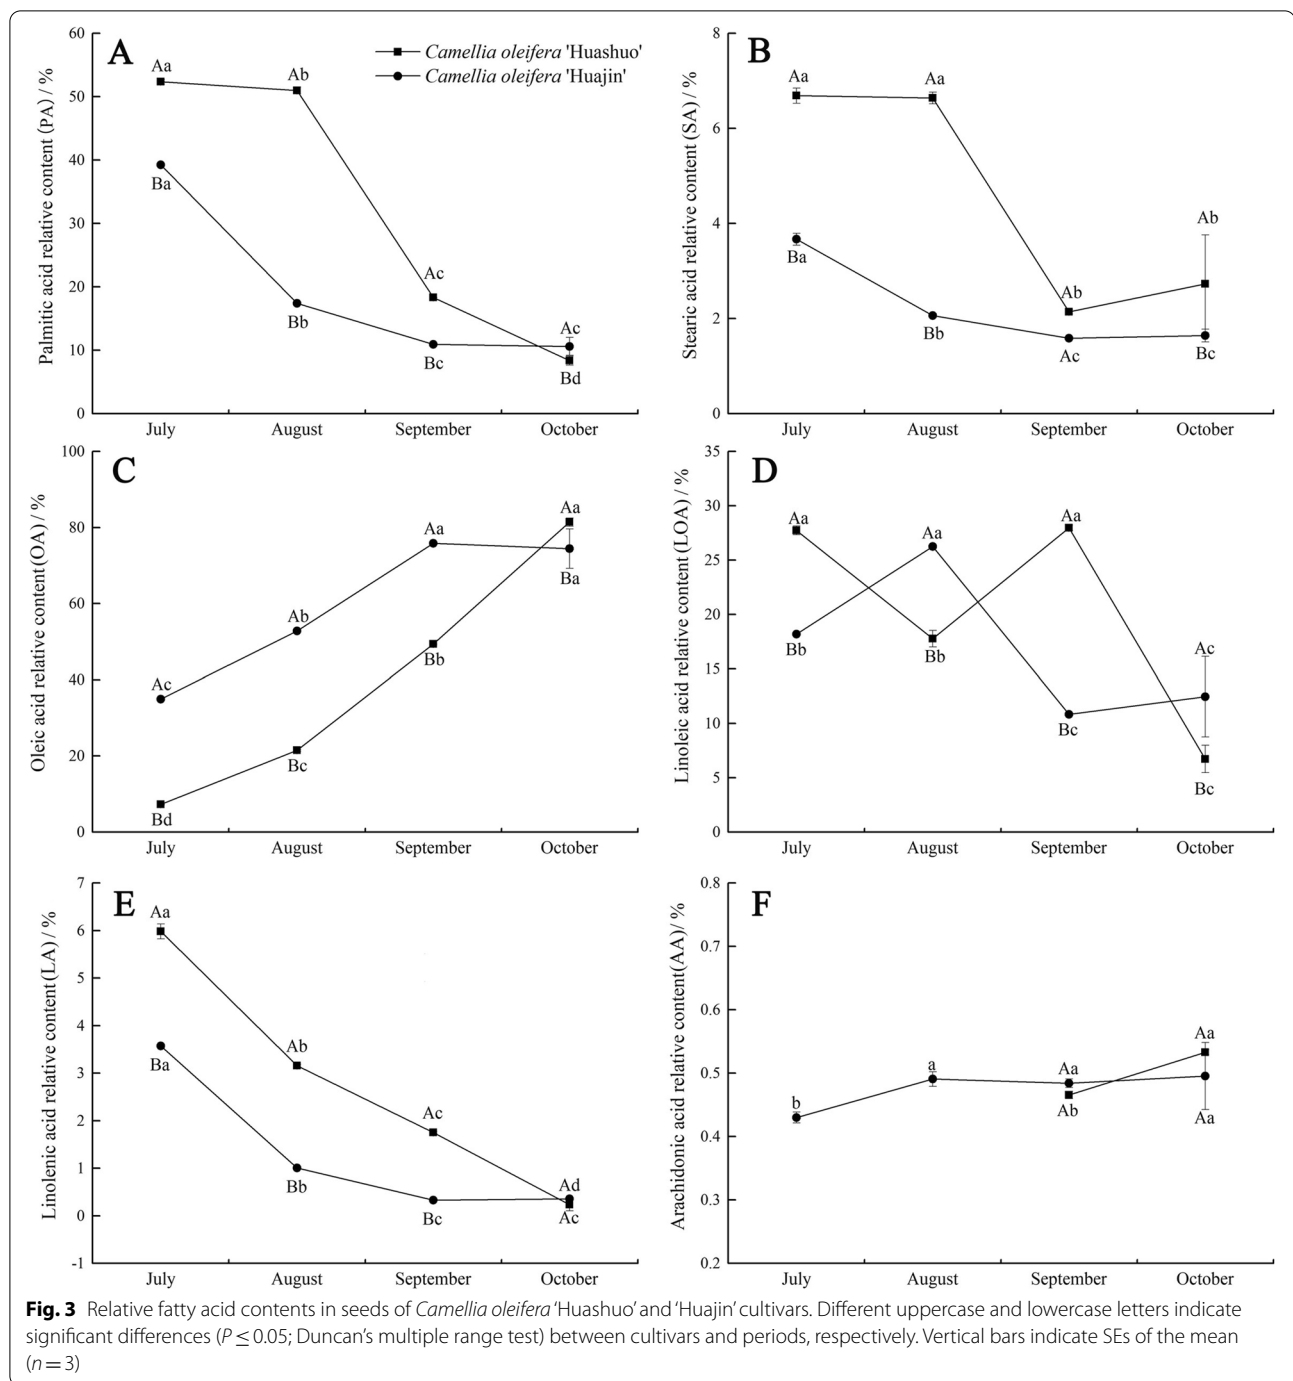 A
Camellia oleifera 'Huashuo'
Camellia oleifera 'Huajin'
Palmitic acid relative content (PA) / %
60
50
40
30
20
10
0
Aa
Ab
Ac
Ac
Ba
Bb
Bc
Bd
July August September October
B
Stearic acid relative content (SA) / %
8
6
4
2
0
Aa
Aa
Ab
Ab
Ba
Bb
Ac
Bc
July August September October
C
Oleic acid relative content (OA) / %
100
80
60
40
20
0
Ac
Ab
Aa
Aa
Bd
Bc
Bb
Ba
July August September October
D
Linoleic acid relative content (LOA) / %
35
30
25
20
15
10
5
0
Aa
Aa
Aa
Ac
Bb
Bb
Bc
Bc
July August September October
E
Linolenic acid relative content (LA) / %
7
6
5
4
3
2
1
0
-1
Aa
Ab
Ac
Ad
Ba
Bb
Bc
Ac
July August September October
F
Arachidonic acid relative content(AA)/ %
0.8
0.7
0.6
0.5
0.4
0.3
0.2
b
a
Aa
Aa
Ab
Aa
July August September October
Fig. 3 Relative fatty acid contents in seeds of Camellia oleifera 'Huashuo' and 'Huajin' cultivars. Different uppercase and lowercase letters indicate
significant differences (P ≤ 0.05; Duncan's multiple range test) between cultivars and periods, respectively. Vertical bars indicate SEs of the mean
(n = 3)